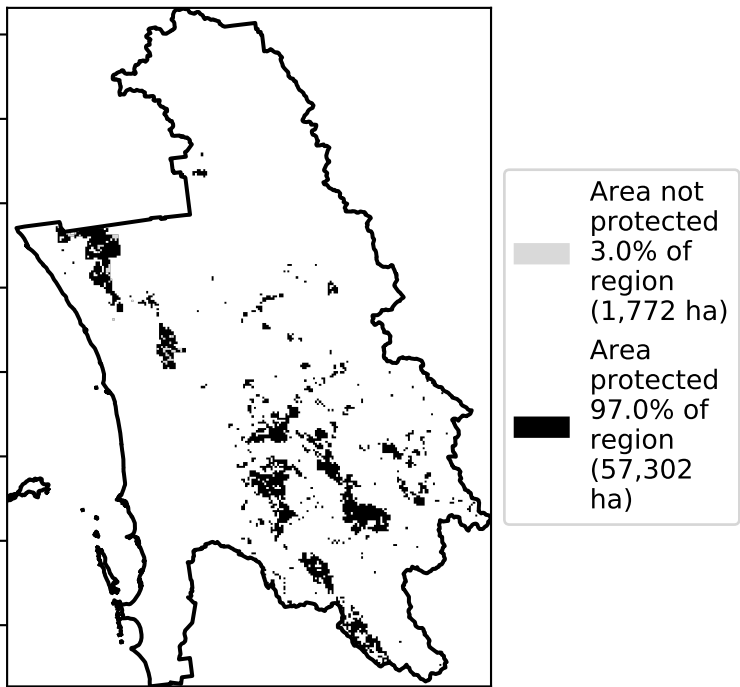 Area not
protected
3.0% of
region
(1,772 ha)
Area
protected
97.0% of
region
(57,302
ha)